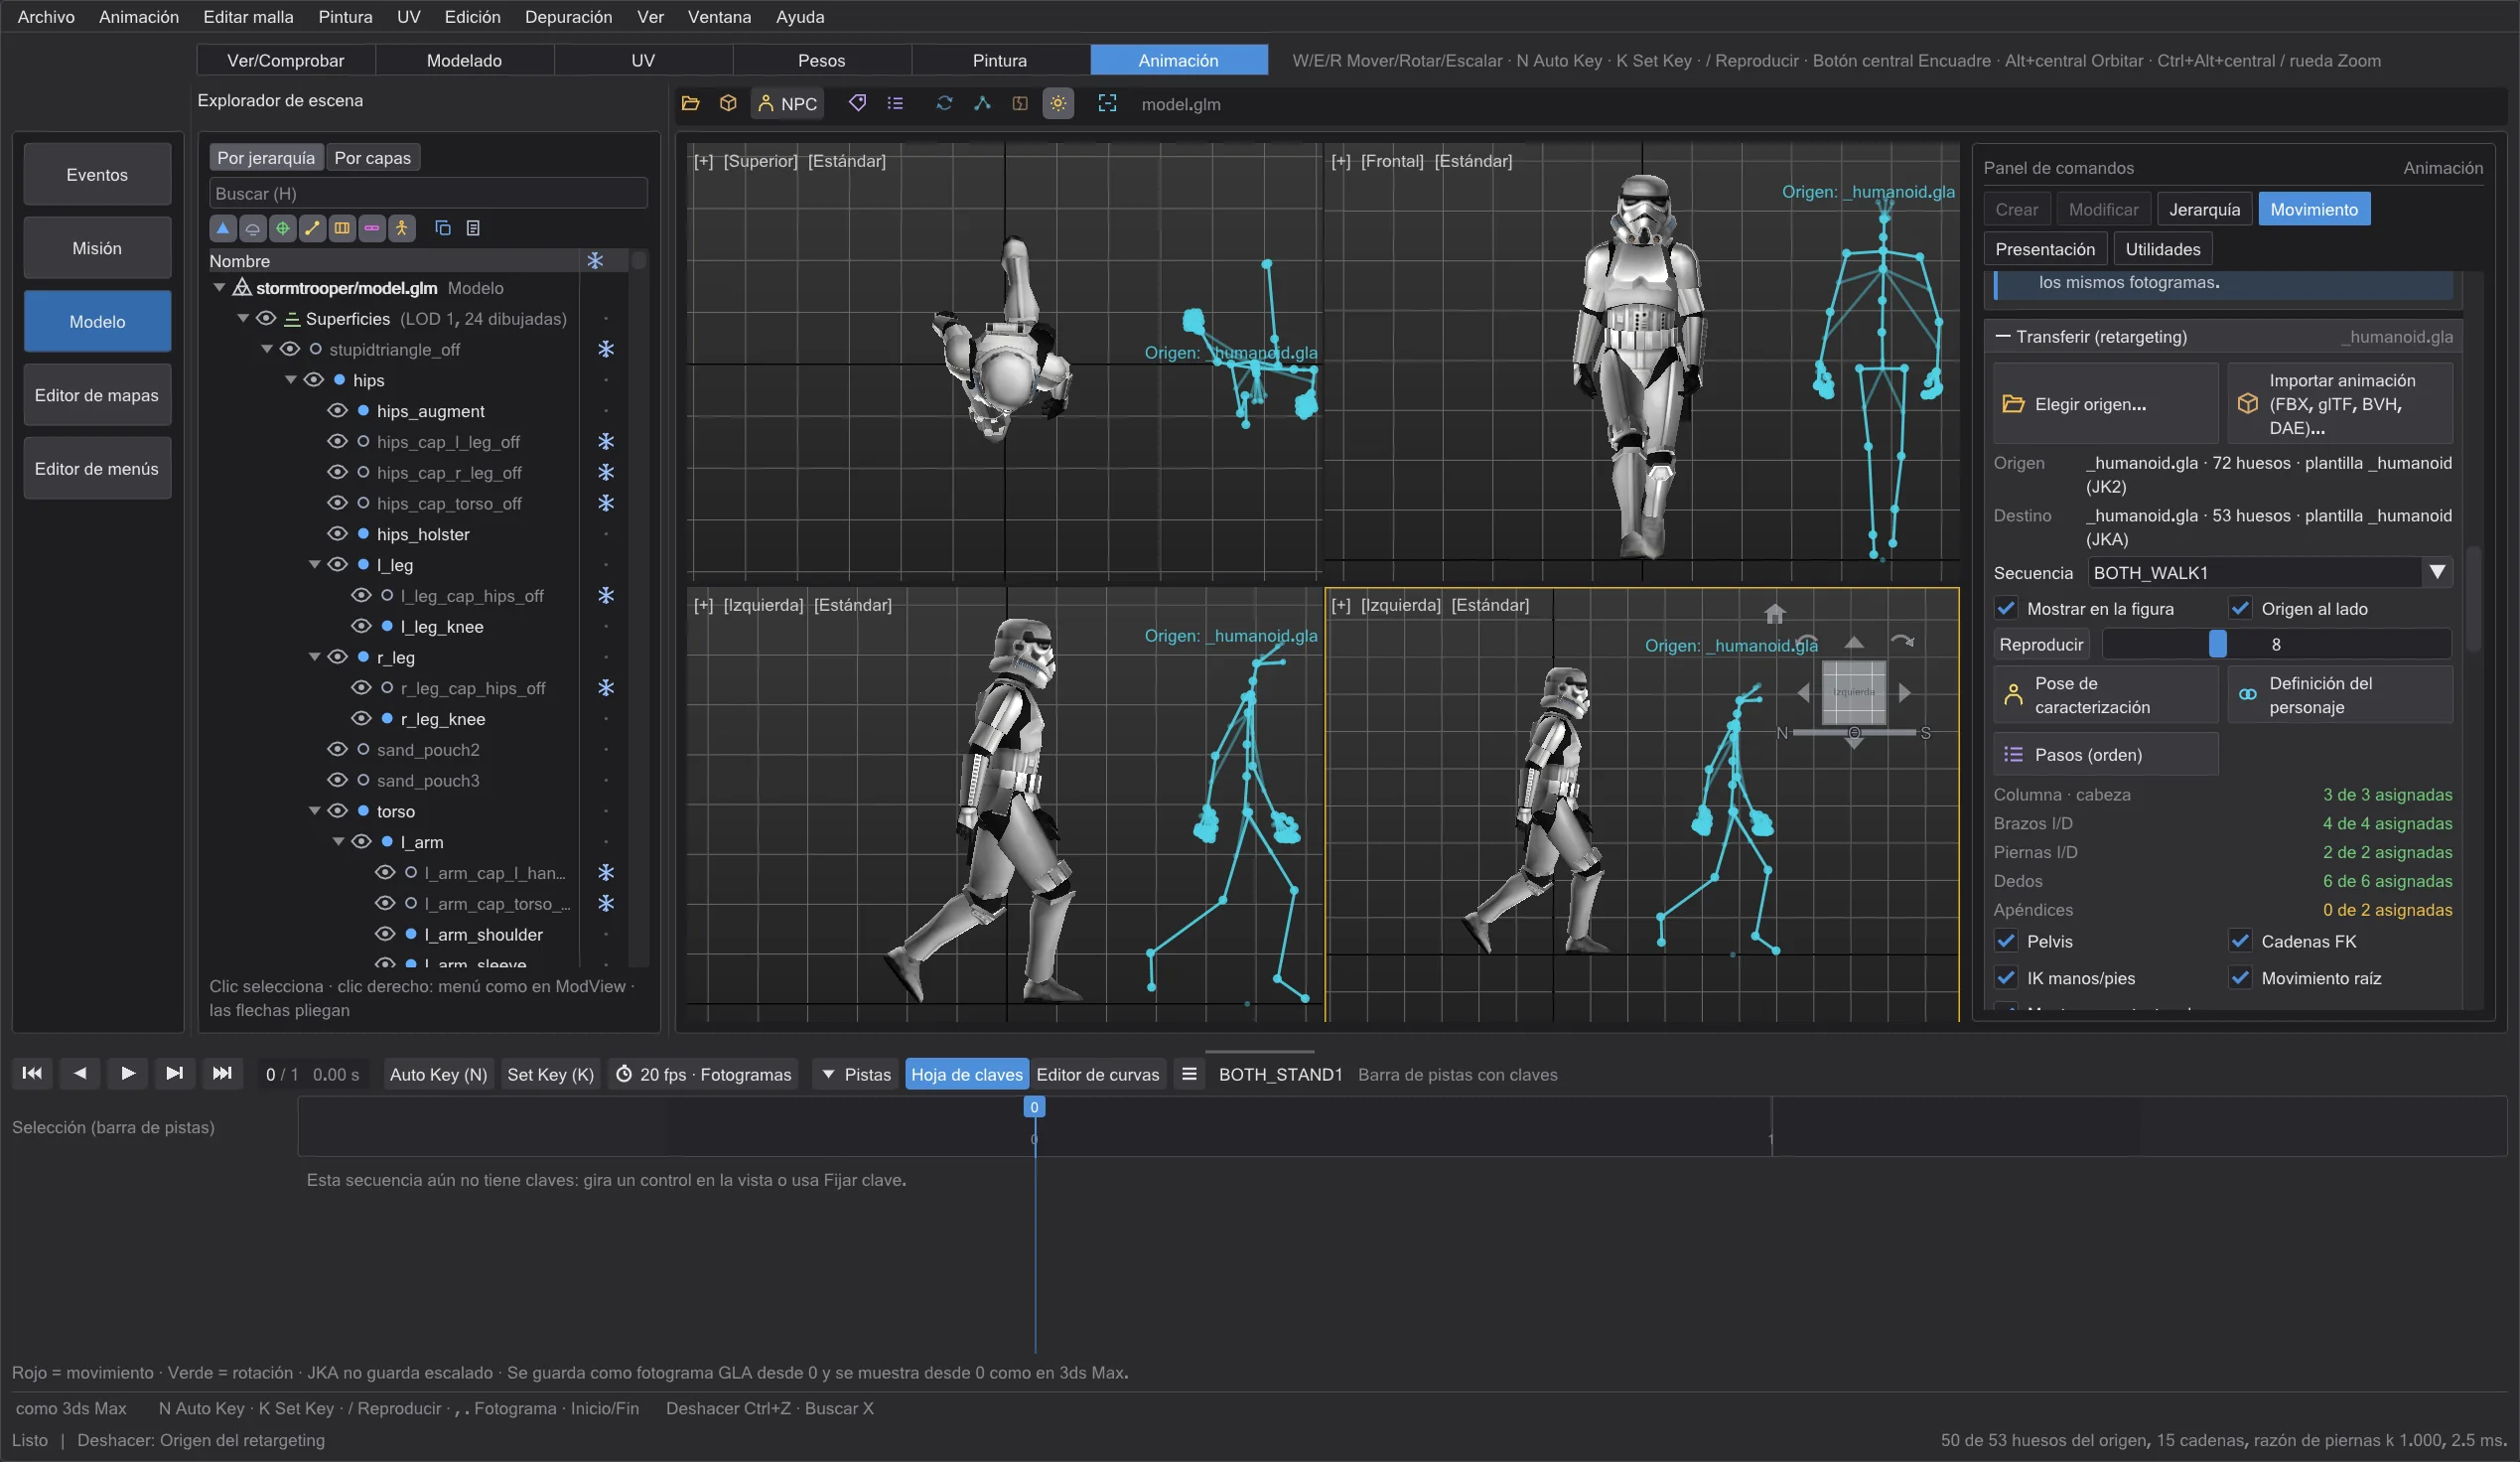 Archivo Animación Editar malla Pintura UV Edición Depuración Ver Ventana Ayuda
Ver/Comprobar Modelado UV Pesos Pintura Animación W/E/R Mover/Rotar/Escalar · N Auto Key · K Set Key · / Reproducir · Botón central Encuadre · Alt+central Orbitar · Ctrl+Alt+central / rueda Zoom
Explorador de escena
NPC model.glm
Eventos
Misión
Modelo
Editor de mapas
Editor de menús
Por jerarquía Por capas
Buscar (H)
Nombre
stormtrooper/model.glm Modelo
Superficies (LOD 1, 24 dibujadas)
stupidtriangle_off
hips
hips_augment
hips_cap_l_leg_off
hips_cap_r_leg_off
hips_cap_torso_off
hips_holster
l_leg
l_leg_cap_hips_off
l_leg_knee
r_leg
r_leg_cap_hips_off
r_leg_knee
sand_pouch2
sand_pouch3
torso
l_arm
l_arm_cap_l_han...
l_arm_cap_torso_...
l_arm_shoulder
l_arm_sleeve
Clic selecciona · clic derecho: menú como en ModView ·
las flechas pliegan
[+] [Superior] [Estándar]
Origen: _humanoid.gla
[+] [Frontal] [Estándar]
Origen: _humanoid.gla
[+] [Izquierda] [Estándar]
Origen: _humanoid.gla
[+] [Izquierda] [Estándar]
Origen: _humanoid.gla
Izquierda
N S
Panel de comandos Animación
Crear Modificar Jerarquía Movimiento
Presentación Utilidades
los mismos fotogramas.
Transferir (retargeting) _humanoid.gla
Elegir origen...
Importar animación
(FBX, glTF, BVH,
DAE)...
Origen _humanoid.gla · 72 huesos · plantilla _humanoid
(JK2)
Destino _humanoid.gla · 53 huesos · plantilla _humanoid
(JKA)
Secuencia BOTH_WALK1
Mostrar en la figura Origen al lado
Reproducir 8
Pose de
caracterización
Definición del
personaje
Pasos (orden)
Columna · cabeza 3 de 3 asignadas
Brazos I/D 4 de 4 asignadas
Piernas I/D 2 de 2 asignadas
Dedos 6 de 6 asignadas
Apéndices 0 de 2 asignadas
Pelvis Cadenas FK
IK manos/pies Movimiento raíz
0 / 1 0.00 s Auto Key (N) Set Key (K) 20 fps · Fotogramas Pistas Hoja de claves Editor de curvas BOTH_STAND1 Barra de pistas con claves
0
Selección (barra de pistas)
0 1
Esta secuencia aún no tiene claves: gira un control en la vista o usa Fijar clave.
Rojo = movimiento · Verde = rotación · JKA no guarda escalado · Se guarda como fotograma GLA desde 0 y se muestra desde 0 como en 3ds Max.
como 3ds Max N Auto Key · K Set Key · / Reproducir · , . Fotograma · Inicio/Fin Deshacer Ctrl+Z · Buscar X
Listo | Deshacer: Origen del retargeting 50 de 53 huesos del origen, 15 cadenas, razón de piernas k 1.000, 2.5 ms.